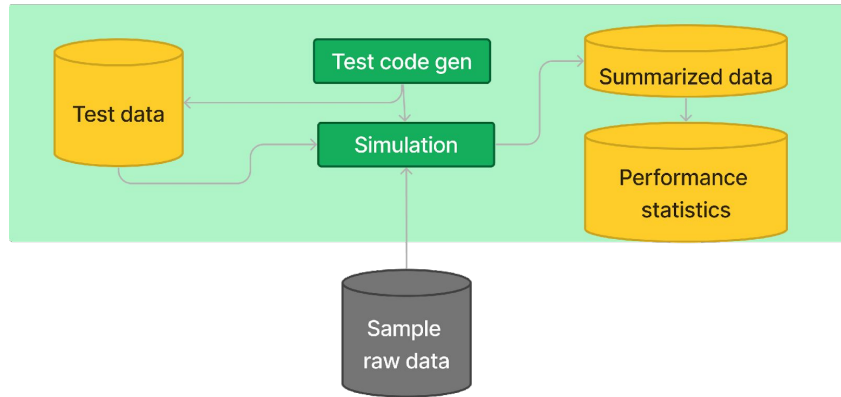 Test data
Test code gen
Simulation
Summarized data
Performance
statistics
Sample
raw data